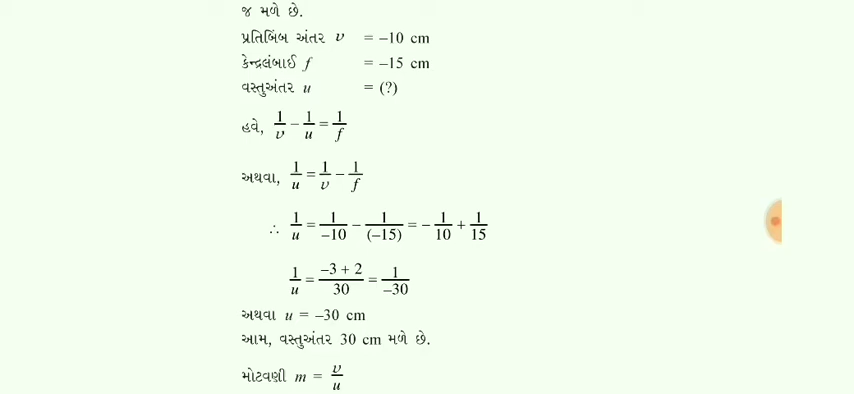 જ મળે છે.
પ્રતિબિંબ અંતર υ = –10 cm
કેન્દ્રલંબાઈ f = –15 cm
વસ્તુઅંતર u = (?)
હવે, 1/υ – 1/u = 1/f
અથવા, 1/u = 1/υ – 1/f
∴ 1/u = 1/–10 – 1/(–15) = – 1/10 + 1/15
1/u = –3 + 2/30 = 1/–30
અથવા u = –30 cm
આમ, વસ્તુઅંતર 30 cm મળે છે.
મોટવણી m = υ/u